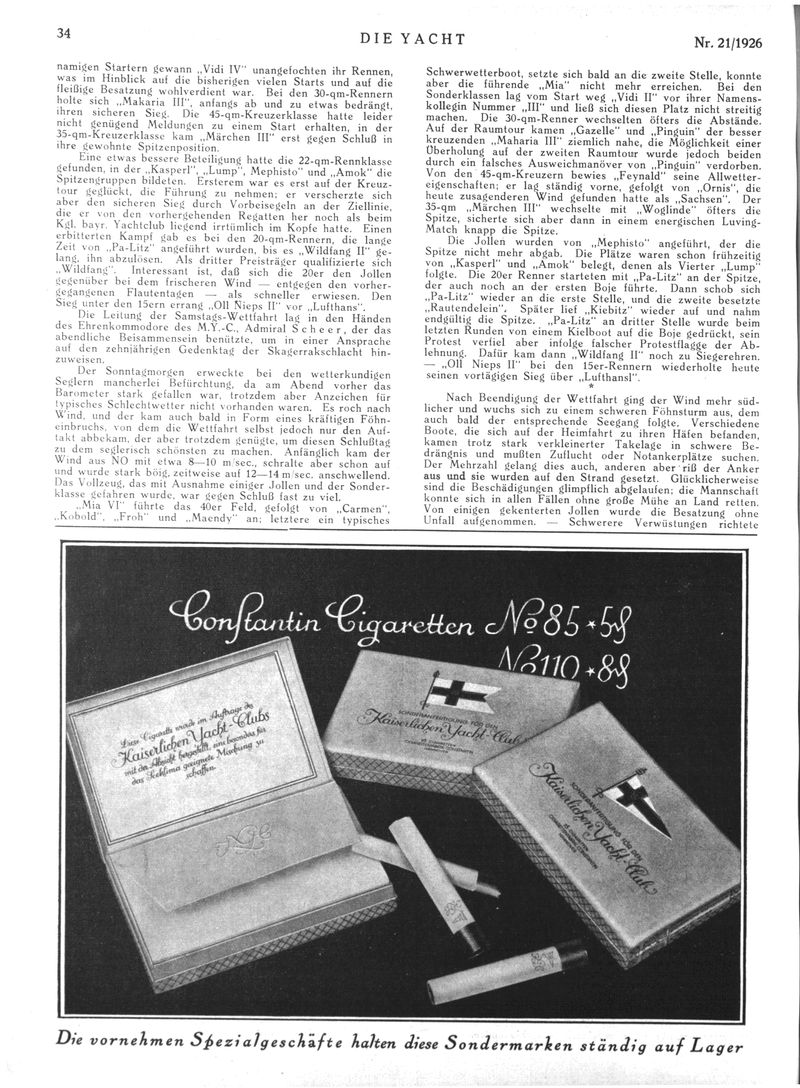 34
DIE YACHT
Nr. 21/1926
namigen Startern gewann „Vidi IV" unangefochten ihr Rennen,
was im Hinblick auf die bisherigen vielen Starts und auf die
fleißige Besatzung wohlverdient war. Bei den 30-qm-Rennern
holte sich „Makaria III", anfangs ab und zu etwas bedrängt,
ihren sicheren Sieg. Die 45-qm-Kreuzerklasse hatte leider
nicht genügend Meldungen zu einem Start erhalten, in der
35-qm-Kreuzerklasse kam „Märchen III" erst gegen Schluß in
ihre gewohnte Spitzenposition.
Eine etwas bessere Beteiligung hatte die 22-qm-Rennklasse
gefunden, in der „Kasperl", „Lump", Mephisto" und „Amok" die
Spitzengruppen bildeten. Ersterem war es erst auf der Kreuz-
tour geglückt, die Führung zu nehmen; er verscherzte sich
aber den sicheren Sieg durch Vorbeisegeln an der Ziellinie,
die er von den vorhergehenden Regatten her noch als beim
Kgl. bayr. Yachtclub liegend irrtümlich im Kopfe hatte. Einen
erbitterten Kampf gab es bei den 20-qm-Rennern, die lange
Zeit von „Pa-Litz" angeführt wurden, bis es „Wildfang II" ge-
lang, ihn abzulösen. Als dritter Preisträger qualifizierte sich
„Wildfang". Interessant ist, daß sich die 20er den Jollen
gegenüber bei dem frischeren Wind — entgegen den vorher-
gegangenen Flautentagen — als schneller erwiesen. Den
Sieg unter den 15ern errang „Oll Nieps II" vor „Lufthans".
Die Leitung der Samstags-Wettfahrt lag in den Händen
des Ehrenkommodore des M.Y.-C., Admiral Scheer, der das
abendliche Beisammensein benützte, um in einer Ansprache
auf den zehnjährigen Gedenktag der Skagerrakschlacht hin-
zuweisen.
Der Sonntagmorgen erweckte bei den wetterkundigen
Seglern mancherlei Befürchtung, da am Abend vorher das
Barometer stark gefallen war, trotzdem aber Anzeichen für
typisches Schlechtwetter nicht vorhanden waren. Es roch nach
Wind, und der kam auch bald in Form eines kräftigen Föhn-
einbruchs, von dem die Wettfahrt selbst jedoch nur den Auf-
takt abbekam, der aber trotzdem genügte, um diesen Schlußtag
zu dem seglerisch schönsten zu machen. Anfänglich kam der
Wind aus NO mit etwa 8—10 m/sec., schralte aber schon auf
und wurde stark böig, zeitweise auf 12—14 m/sec. anschwellend.
Das Vollzeug, das mit Ausnahme einiger Jollen und der Sonder-
klasse gefahren wurde, war gegen Schluß fast zu viel.
„Mia VI" führte das 40er Feld, gefolgt von „Carmen",
„Kobold", „Froh" und „Maendy" an; letztere ein typisches
Schwerwetterboot, setzte sich bald an die zweite Stelle, konnte
aber die führende „Mia" nicht mehr erreichen. Bei den
Sonderklassen lag vom Start weg „Vidi II" vor ihrer Namens-
kollegin Nummer „III" und ließ sich diesen Platz nicht streitig
machen. Die 30-qm-Renner wechselten öfters die Abstände.
Auf der Raumtour kamen „Gazelle" und „Pinguin" der besser
kreuzenden „Maharia III" ziemlich nahe, die Möglichkeit einer
Überholung auf der zweiten Raumtour wurde jedoch beiden
durch ein falsches Ausweichmanöver von „Pinguin" verdorben.
Von den 45-qm-Kreuzern bewies „Feynald" seine Allwetter-
eigenschaften; er lag ständig vorne, gefolgt von „Ornis", die
heute zusagenderen Wind gefunden hatte als „Sachsen". Der
35-qm „Märchen III" wechselte mit „Woglinde" öfters die
Spitze, sicherte sich aber dann in einem energischen Luving-
Match knapp die Spitze.
Die Jollen wurden von „Mephisto" angeführt, der die
Spitze nicht mehr abgab. Die Plätze waren schon frühzeitig
von „Kasperl" und „Amok" belegt, denen als Vierter „Lump"
folgte. Die 20er Renner starteten mit „Pa-Litz" an der Spitze,
der auch noch an der ersten Boje führte. Dann schob sich
„Pa-Litz" wieder an die erste Stelle, und die zweite besetzte
„Rautendelein". Später lief „Kiebitz" wieder auf und nahm
endgültig die Spitze. „Pa-Litz" an dritter Stelle wurde beim
letzten Runden von einem Kielboot auf die Boje gedrückt, sein
Protest verfiel aber infolge falscher Protestflagge der Ab-
lehnung. Dafür kam dann „Wildfang II" noch zu Siegerehren.
— „Oll Nieps II" bei den 15er-Rennern wiederholte heute
seinen vortägigen Sieg über „Lufthansl".
*
Nach Beendigung der Wettfahrt ging der Wind mehr süd-
licher und wuchs sich zu einem schweren Föhnsturm aus, dem
auch bald der entsprechende Seegang folgte. Verschiedene
Boote, die sich auf der Heimfahrt zu ihren Häfen befanden,
kamen trotz stark verkleinerter Takelage in schwere Be-
drängnis und mußten Zuflucht oder Notankerplätze suchen.
Der Mehrzahl gelang dies auch, anderen aber riß der Anker
aus und sie wurden auf den Strand gesetzt. Glücklicherweise
sind die Beschädigungen glimpflich abgelaufen; die Mannschaft
konnte sich in allen Fällen ohne große Mühe an Land retten.
Von einigen gekenterten Jollen wurde die Besatzung ohne
Unfall aufgenommen. — Schwerere Verwüstungen richtete
Constantin Cigaretten No 85 * 5₰
No 110 * 8₰
Diese Cigarette wurde im Auftrage des
Kaiserlichen Yacht-Clubs
mit der Absicht hergestellt, eine besonders für
das Seeklima geeignete Mischung zu
schaffen.
SONDERANFERTIGUNG FÜR DEN
Kaiserlichen Yacht-Club
25 CIGARETTEN
SONDERANFERTIGUNG FÜR DEN
Kaiserlichen Yacht-Club
25 CIGARETTEN
Die vornehmen Spezialgeschäfte halten diese Sondermarken ständig auf Lager